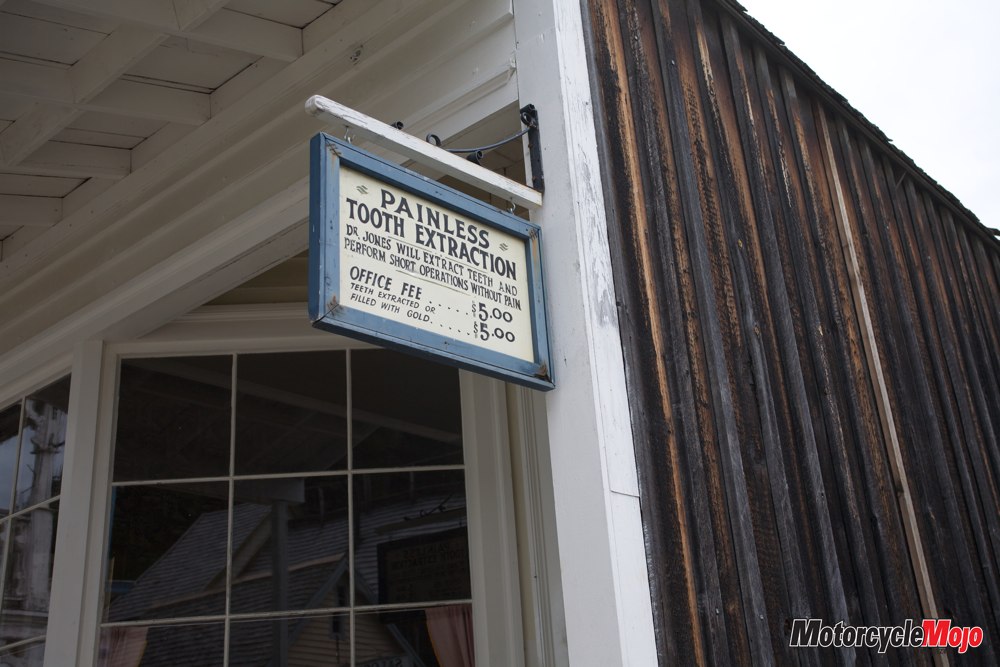 PAINLESS
TOOTH EXTRACTION
DR. JONES WILL EXTRACT TEETH AND
PERFORM SHORT OPERATIONS WITHOUT PAIN
OFFICE FEE ..... $5.00
TEETH EXTRACTED OR
FILLED WITH GOLD ..... $5.00
MotorcycleMojo